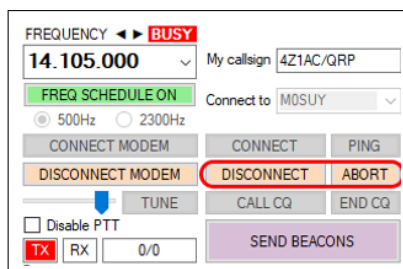 FREQUENCY ◄ ► BUSY
14.105.000 My callsign 4Z1AC/QRP
FREQ SCHEDULE ON Connect to M0SUY
500Hz 2300Hz
CONNECT MODEM CONNECT PING
DISCONNECT MODEM DISCONNECT ABORT
TUNE CALL CQ END CQ
Disable PTT
TX RX 0/0 SEND BEACONS